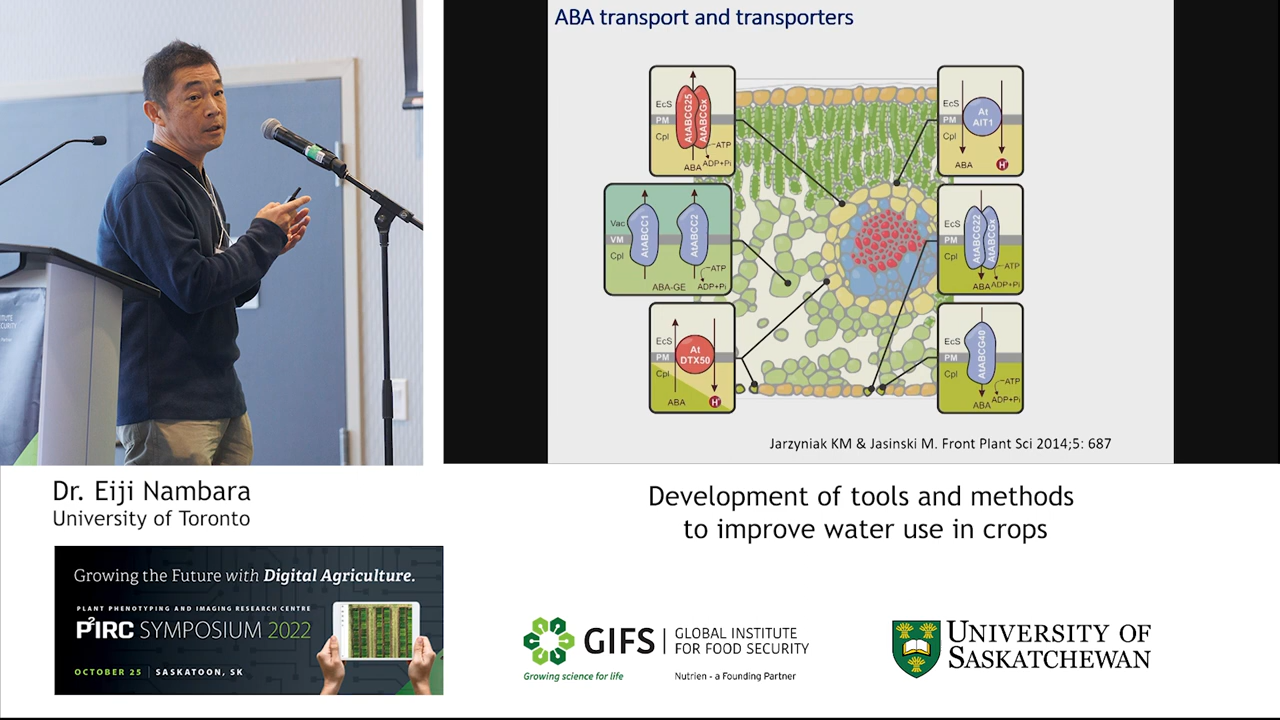 ABA transport and transporters
EcS
PM
Cpl
AtABCG25
AtABCGx
ATP
ADP+Pi
ABA
Vac
VM
Cpl
AtABCC1
AtABCC2
ATP
ABA-GE
ADP+Pi
EcS
PM
Cpl
At
DTX50
ABA
H+
EcS
PM
Cpl
At
AIT1
ABA
H+
EcS
PM
Cpl
AtABCG22
AtABCGx
ATP
ABA
ADP+Pi
EcS
PM
Cpl
AtABCG40
ATP
ABA
ADP+Pi
Jarzyniak KM & Jasinski M. Front Plant Sci 2014;5: 687
Dr. Eiji Nambara
University of Toronto
Development of tools and methods
to improve water use in crops
Growing the Future with Digital Agriculture.
PLANT PHENOTYPING AND IMAGING RESEARCH CENTRE
P2IRC SYMPOSIUM 2022
OCTOBER 25 | SASKATOON, SK
GIFS | GLOBAL INSTITUTE
FOR FOOD SECURITY
Growing science for life
Nutrien - a Founding Partner
UNIVERSITY OF
SASKATCHEWAN